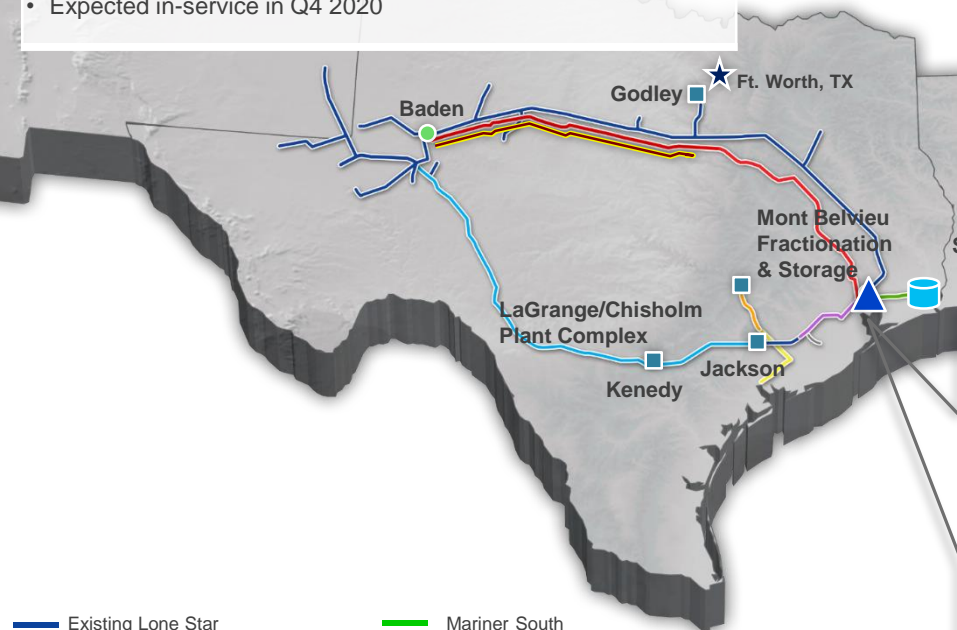 • Expected in-service in Q4 2020
Ft. Worth, TX
Godley
Baden
Mont Belvieu
Fractionation
& Storage
LaGrange/Chisholm
Plant Complex
Jackson
Kenedy
Existing Lone Star
Mariner South